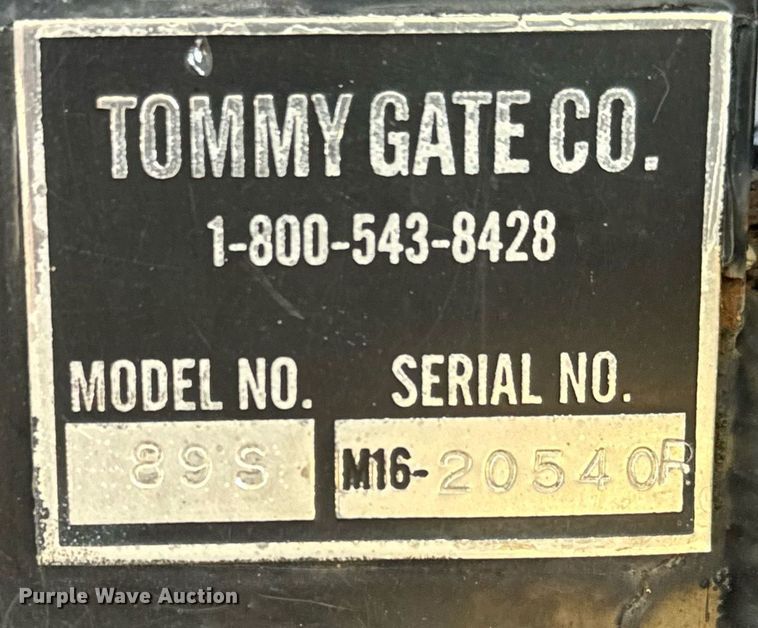 TOMMY GATE CO.
1-800-543-8428
MODEL NO. SERIAL NO.
89S M16-20540R
Purple Wave Auction